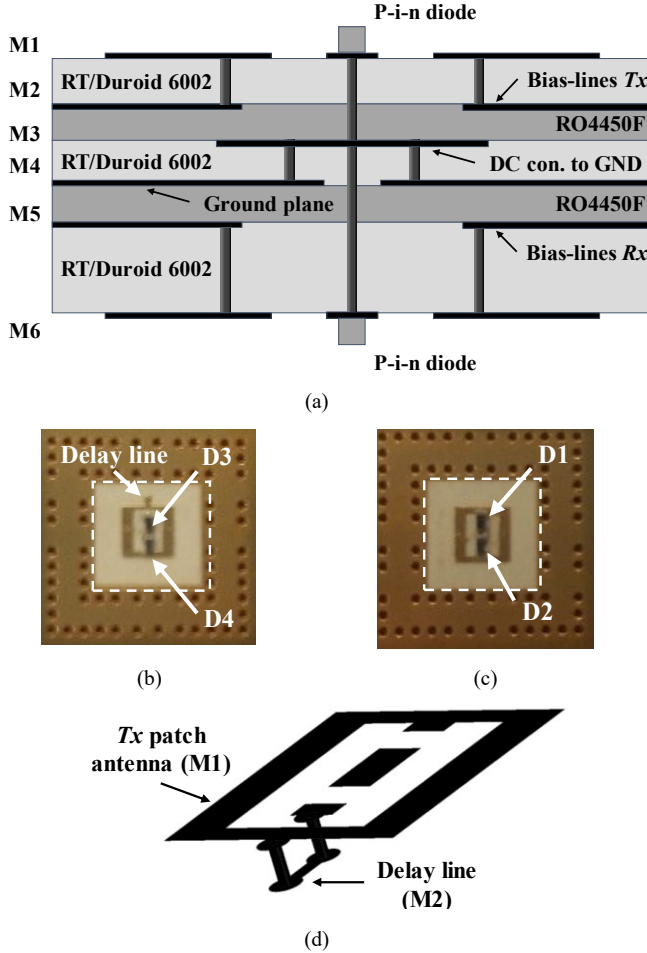 P-i-n diode
M1
RT/Duroid 6002
M2
Bias-lines Tx
RO4450F
M3
RT/Duroid 6002
M4
DC con. to GND
Ground plane
RO4450F
M5
Bias-lines Rx
RT/Duroid 6002
M6
P-i-n diode
(a)
Delay line
D3
D4
D1
D2
(b)
(c)
Tx patch
antenna (M1)
Delay line
(M2)
(d)